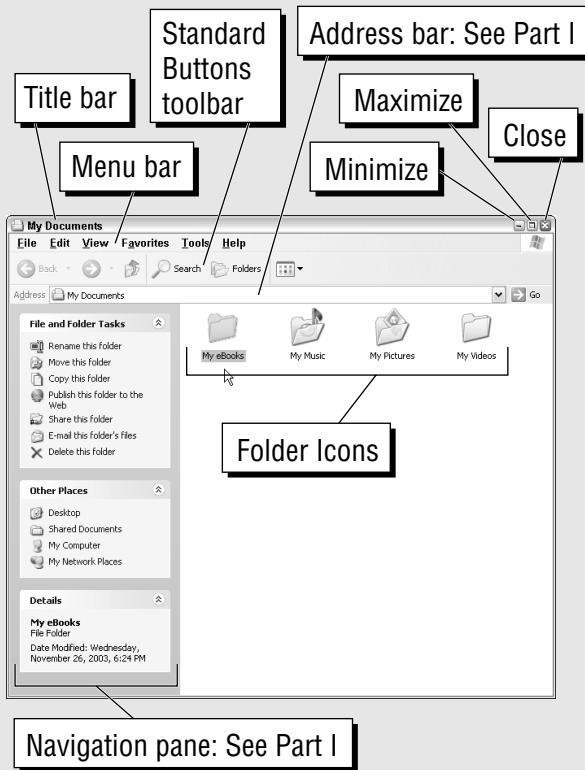 Standard
Buttons
toolbar
Address bar: See Part I
Title bar
Maximize
Menu bar
Minimize
Close
My Documents
File Edit View Favorites Tools Help
Back Search Folders
Address My Documents Go
File and Folder Tasks
Rename this folder
Move this folder
Copy this folder
Publish this folder to the
Web
Share this folder
E-mail this folder's files
Delete this folder
My eBooks My Music My Pictures My Videos
Folder Icons
Other Places
Desktop
Shared Documents
My Computer
My Network Places
Details
My eBooks
File Folder
Date Modified: Wednesday,
November 26, 2003, 6:24 PM
Navigation pane: See Part I